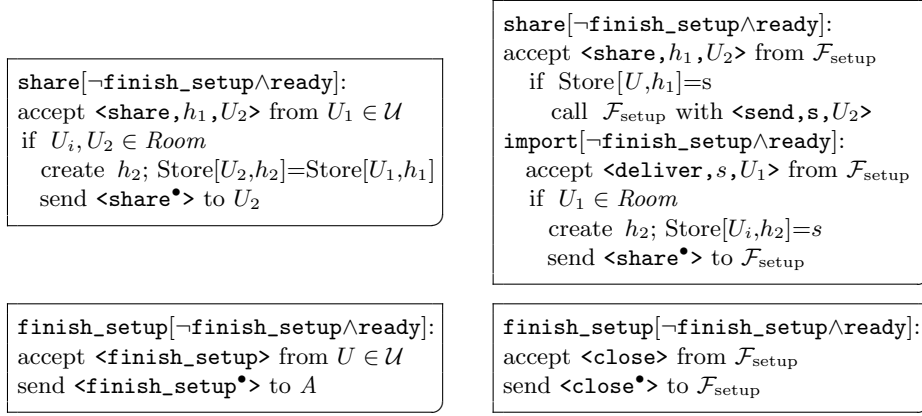 share[¬finish_setup∧ready]:
accept <share,h₁,U₂> from U₁ ∈ 𝒰
if Uᵢ,U₂ ∈ Room
create h₂; Store[U₂,h₂]=Store[U₁,h₁]
send <share•> to U₂
share[¬finish_setup∧ready]:
accept <share,h₁,U₂> from ℱsetup
if Store[U,h₁]=s
call ℱsetup with <send,s,U₂>
import[¬finish_setup∧ready]:
accept <deliver,s,U₁> from ℱsetup
if U₁ ∈ Room
create h₂; Store[Uᵢ,h₂]=s
send <share•> to ℱsetup
finish_setup[¬finish_setup∧ready]:
accept <finish_setup> from U ∈ 𝒰
send <finish_setup•> to A
finish_setup[¬finish_setup∧ready]:
accept <close> from ℱsetup
send <close•> to ℱsetup